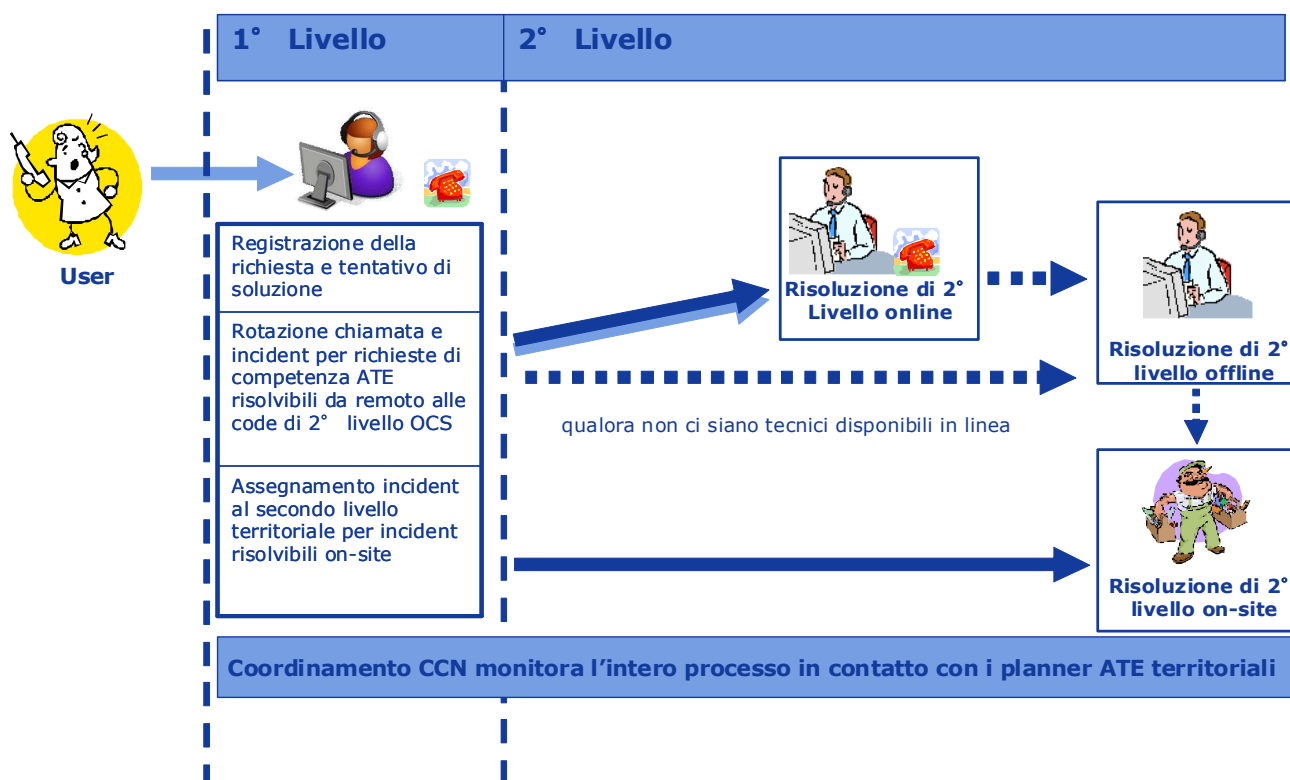 1° Livello
2° Livello
User
Registrazione della
richiesta e tentativo di
soluzione
Rotazione chiamata e
incident per richieste di
competenza ATE
risolvibili da remoto alle
code di 2° livello OCS
Assegnamento incident
al secondo livello
territoriale per incident
risolvibili on-site
Risoluzione di 2°
Livello online
Risoluzione di 2°
livello offline
qualora non ci siano tecnici disponibili in linea
Risoluzione di 2°
livello on-site
Coordinamento CCN monitora l’intero processo in contatto con i planner ATE territoriali